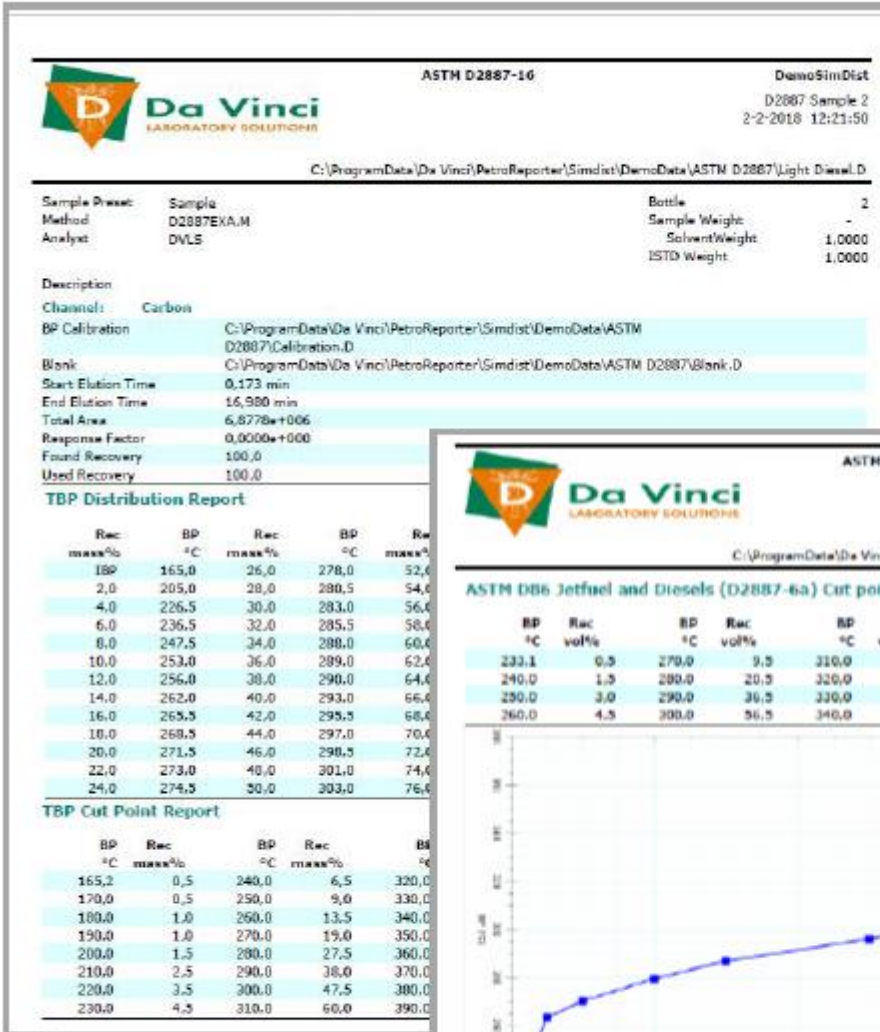 ASTM D2887-16 DemoSimDist
Da Vinci
LABORATORY SOLUTIONS
D2887 Sample 2
2-2-2018 12:21:50
C:\ProgramData\Da Vinci\PetroReporter\Simdist\DemoData\ASTM D2887\Light Diesel.D
Sample Preset Sample Bottle 2
Method D2887EXA.M Sample Weight -
Analyst DVLS SolventWeight 1,0000
ISTD Weight 1,0000
Description
Channel: Carbon
BP Calibration C:\ProgramData\Da Vinci\PetroReporter\Simdist\DemoData\ASTM
D2887\Calibration.D
Blank C:\ProgramData\Da Vinci\PetroReporter\Simdist\DemoData\ASTM D2887\Blank.D
Start Elution Time 0,173 min
End Elution Time 16,980 min
Total Area 6,8778e+006
Response Factor 0,0000e+000
Found Recovery 100,0
Used Recovery 100,0
TBP Distribution Report
Rec BP Rec BP Re
mass% °C mass% °C mass%
IBP 165,0 26,0 278,0 52,0
2,0 205,0 28,0 280,5 54,0
4,0 226,5 30,0 283,0 56,0
6,0 236,5 32,0 285,5 58,0
8,0 247,5 34,0 288,0 60,0
10,0 253,0 36,0 289,0 62,0
12,0 256,0 38,0 290,0 64,0
14,0 262,0 40,0 293,0 66,0
16,0 265,5 42,0 295,5 68,0
18,0 268,5 44,0 297,0 70,0
20,0 271,5 46,0 298,5 72,0
22,0 273,0 48,0 301,0 74,0
24,0 274,5 50,0 303,0 76,0
TBP Cut Point Report
BP Rec BP Rec
°C mass% °C mass%
165,2 0,5 240,0 6,5 320,0
170,0 0,5 250,0 9,0 330,0
180,0 1,0 260,0 13,5 340,0
190,0 1,0 270,0 19,0 350,0
200,0 1,5 280,0 27,5 360,0
210,0 2,5 290,0 38,0 370,0
220,0 3,5 300,0 47,5 380,0
230,0 4,5 310,0 60,0 390,0
ASTM
Da Vinci
LABORATORY SOLUTIONS
C:\ProgramData\Da Vin
ASTM D86 Jetfuel and Diesels (D2887-6a) Cut poi
BP Rec BP Rec BP
°C vol% °C vol% °C
233,1 0,5 270,0 9,5 310,0
240,0 1,5 280,0 20,5 320,0
250,0 3,0 290,0 36,5 330,0
260,0 4,5 300,0 56,5 340,0